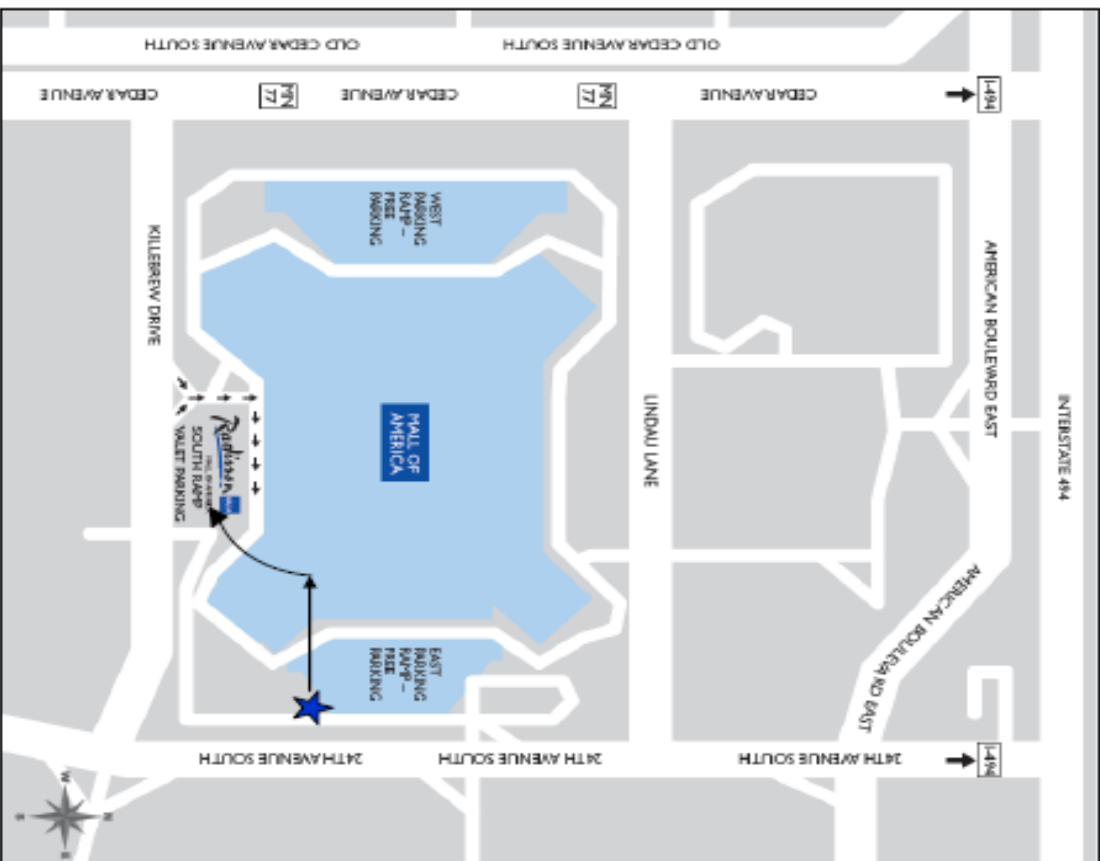 OLD CEDAR AVENUE SOUTH
OLD CEDAR AVENUE SOUTH
CEDAR AVENUE
MN
77
CEDAR AVENUE
MN
77
CEDAR AVENUE
I-494
WEST
PARKING
RAMP –
FREE
PARKING
KILLEBREW DRIVE
AMERICAN BOULEVARD EAST
INTERSTATE 494
LINDAU LANE
MALL OF
AMERICA
Radisson
SOUTH RAMP
VALET PARKING
EAST
PARKING
RAMP –
FREE
PARKING
AMERICAN BOULEVARD EAST
24TH AVENUE SOUTH
24TH AVENUE SOUTH
24TH AVENUE SOUTH
I-494
W
S
N
E